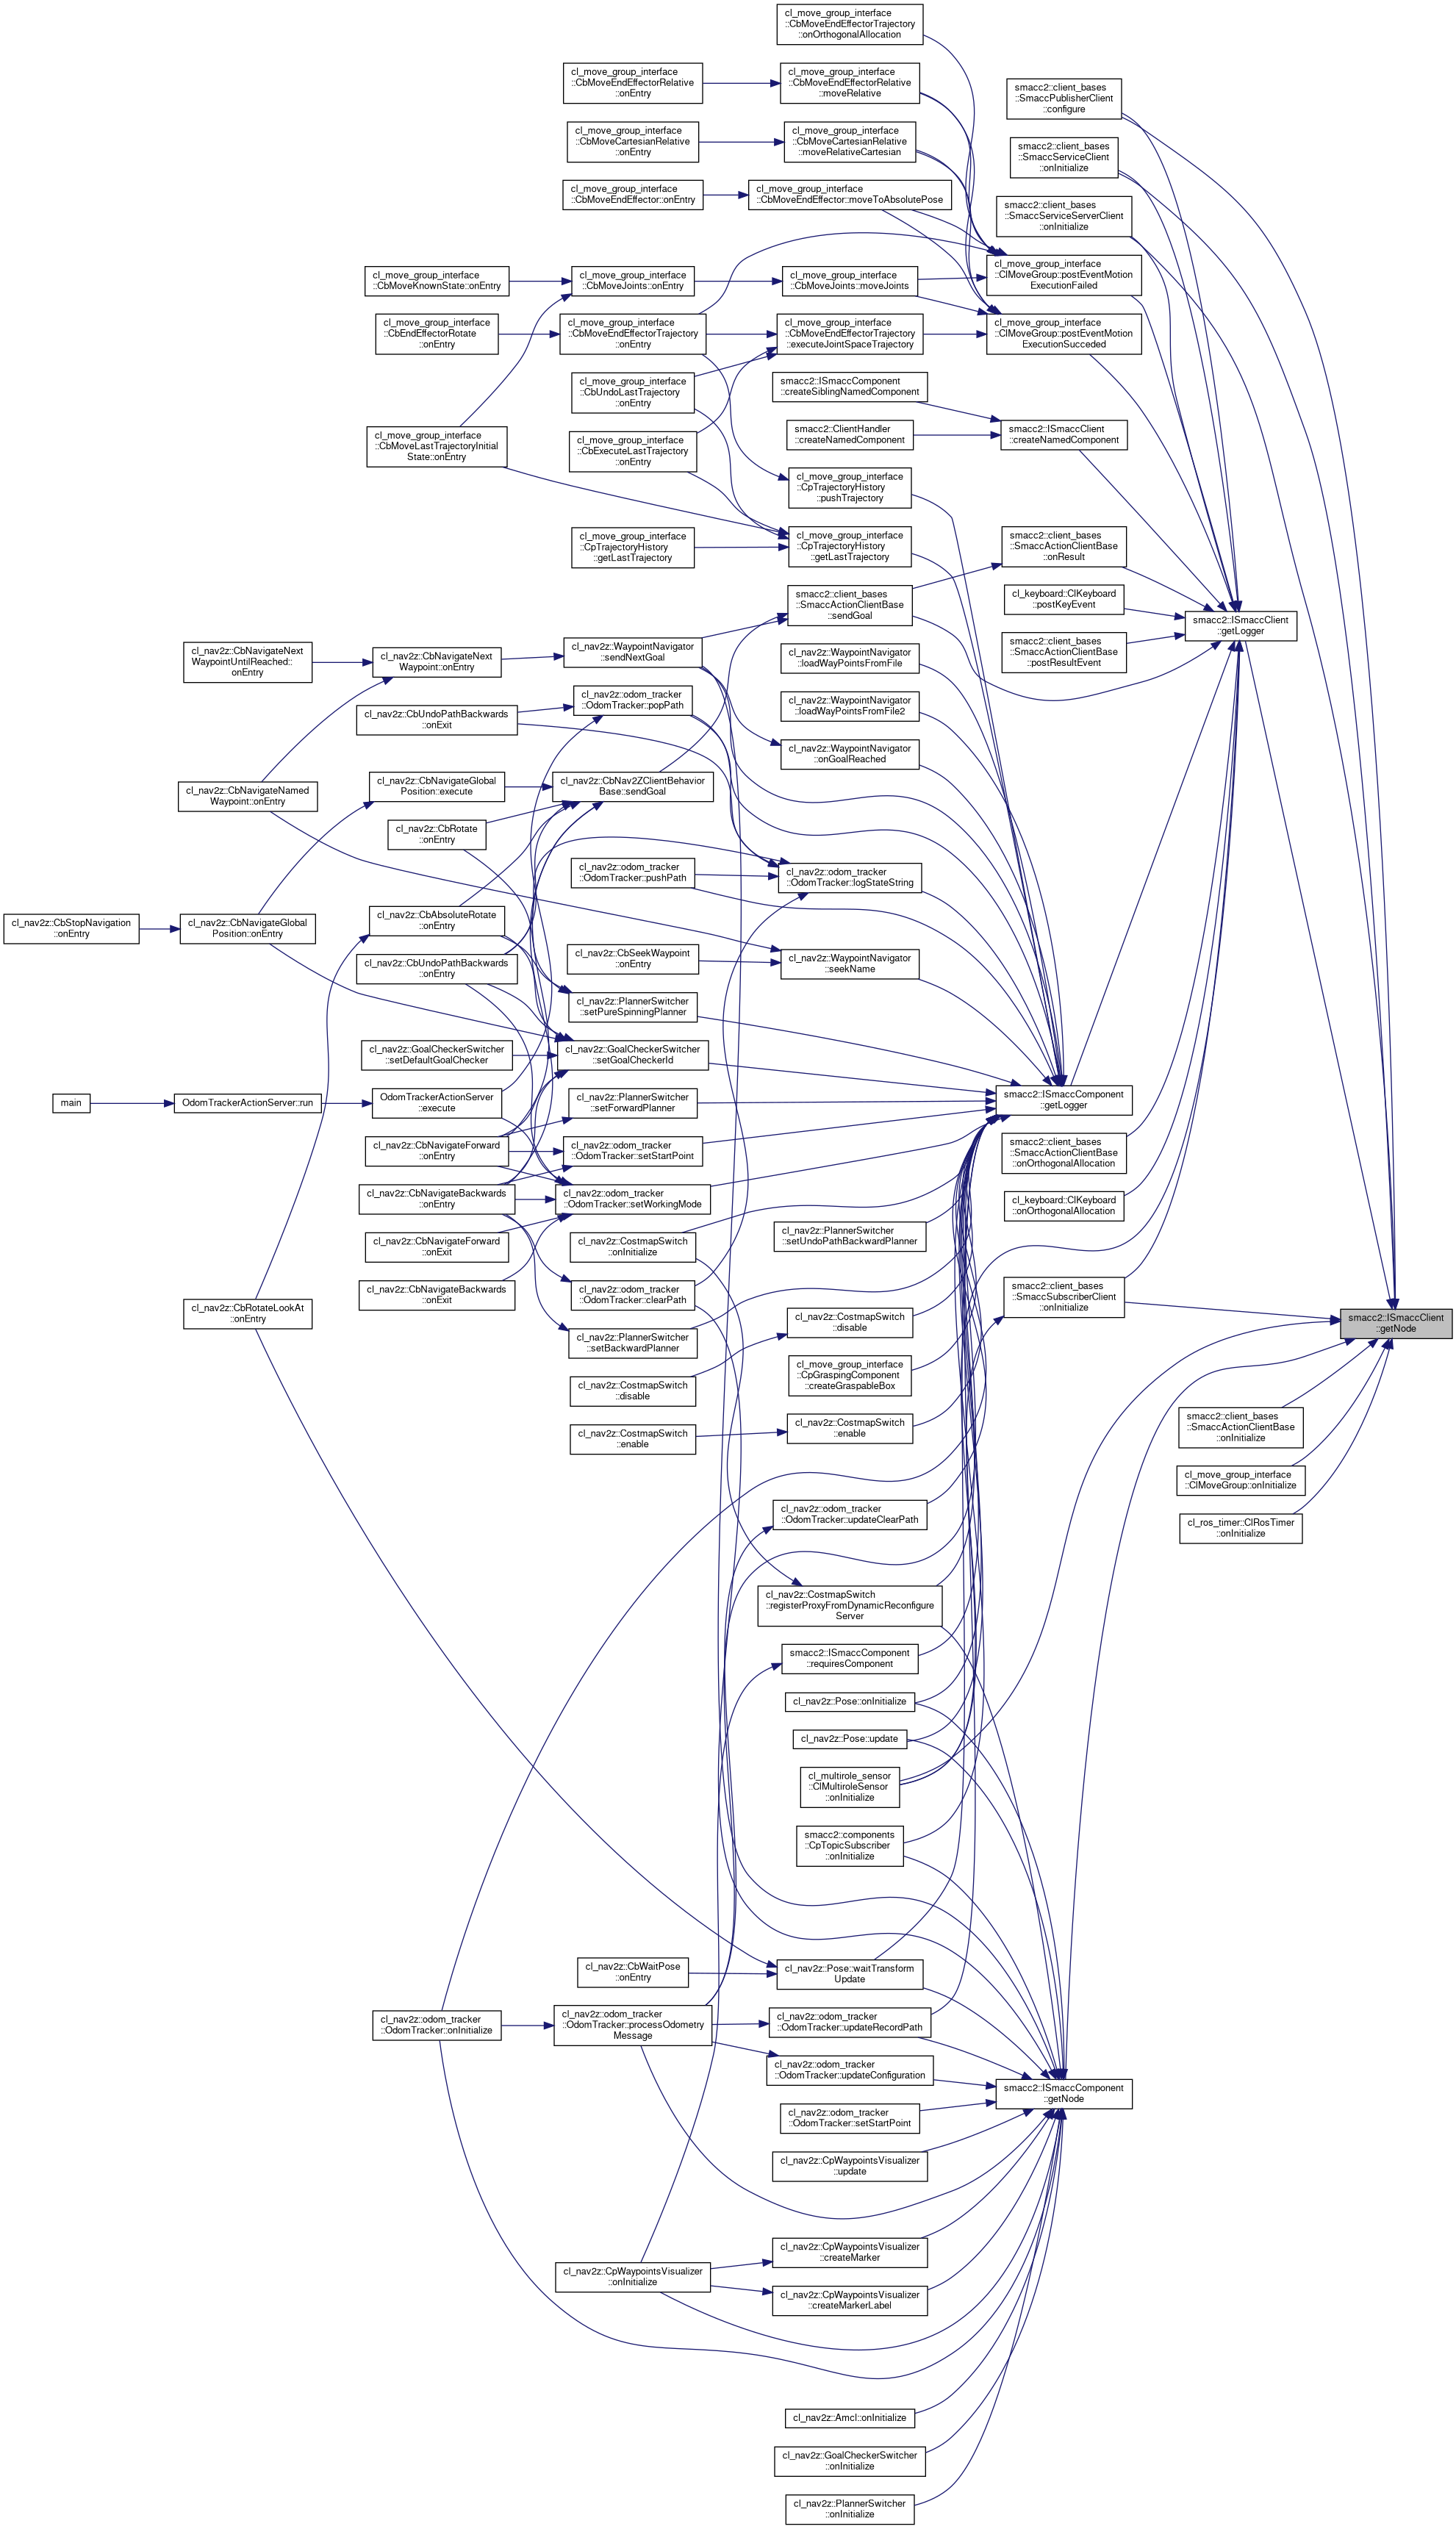 cl_move_group_interface
::CbMoveEndEffectorTrajectory
::onOrthogonalAllocation
cl_move_group_interface
::CbMoveEndEffectorRelative
::onEntry
cl_move_group_interface
::CbMoveEndEffectorRelative
::moveRelative
smacc2::client_bases
::SmaccPublisherClient
::configure
cl_move_group_interface
::CbMoveCartesianRelative
::onEntry
cl_move_group_interface
::CbMoveCartesianRelative
::moveRelativeCartesian
smacc2::client_bases
::SmaccServiceClient
::onInitialize
cl_move_group_interface
::CbMoveEndEffector::onEntry
cl_move_group_interface
::CbMoveEndEffector::moveToAbsolutePose
smacc2::client_bases
::SmaccServiceServerClient
::onInitialize
cl_move_group_interface
::CbMoveKnownState::onEntry
cl_move_group_interface
::CbMoveJoints::onEntry
cl_move_group_interface
::CbMoveJoints::moveJoints
cl_move_group_interface
::ClMoveGroup::postEventMotion
ExecutionFailed
cl_move_group_interface
::CbEndEffectorRotate
::onEntry
cl_move_group_interface
::CbMoveEndEffectorTrajectory
::onEntry
cl_move_group_interface
::CbMoveEndEffectorTrajectory
::executeJointSpaceTrajectory
cl_move_group_interface
::ClMoveGroup::postEventMotion
ExecutionSucceded
cl_move_group_interface
::CbUndoLastTrajectory
::onEntry
smacc2::ISmaccComponent
::createSiblingNamedComponent
cl_move_group_interface
::CbMoveLastTrajectoryInitial
State::onEntry
cl_move_group_interface
::CbExecuteLastTrajectory
::onEntry
smacc2::ClientHandler
::createNamedComponent
smacc2::ISmaccClient
::createNamedComponent
cl_move_group_interface
::CpTrajectoryHistory
::pushTrajectory
cl_move_group_interface
::CpTrajectoryHistory
::getLastTrajectory
cl_move_group_interface
::CpTrajectoryHistory
::getLastTrajectory
smacc2::client_bases
::SmaccActionClientBase
::onResult
smacc2::client_bases
::SmaccActionClientBase
::sendGoal
cl_keyboard::ClKeyboard
::postKeyEvent
smacc2::ISmaccClient
::getLogger
cl_nav2z::CbNavigateNext
WaypointUntilReached::
onEntry
cl_nav2z::CbNavigateNext
Waypoint::onEntry
cl_nav2z::WaypointNavigator
::sendNextGoal
cl_nav2z::WaypointNavigator
::loadWayPointsFromFile
smacc2::client_bases
::SmaccActionClientBase
::postResultEvent
cl_nav2z::CbUndoPathBackwards
::onExit
cl_nav2z::odom_tracker
::OdomTracker::popPath
cl_nav2z::WaypointNavigator
::loadWayPointsFromFile2
cl_nav2z::WaypointNavigator
::onGoalReached
cl_nav2z::CbNavigateNamed
Waypoint::onEntry
cl_nav2z::CbNavigateGlobal
Position::execute
cl_nav2z::CbNav2ZClientBehavior
Base::sendGoal
cl_nav2z::CbRotate
::onEntry
cl_nav2z::odom_tracker
::OdomTracker::pushPath
cl_nav2z::odom_tracker
::OdomTracker::logStateString
cl_nav2z::CbStopNavigation
::onEntry
cl_nav2z::CbNavigateGlobal
Position::onEntry
cl_nav2z::CbAbsoluteRotate
::onEntry
cl_nav2z::CbUndoPathBackwards
::onEntry
cl_nav2z::CbSeekWaypoint
::onEntry
cl_nav2z::WaypointNavigator
::seekName
cl_nav2z::PlannerSwitcher
::setPureSpinningPlanner
cl_nav2z::GoalCheckerSwitcher
::setDefaultGoalChecker
cl_nav2z::GoalCheckerSwitcher
::setGoalCheckerId
main
OdomTrackerActionServer::run
OdomTrackerActionServer
::execute
cl_nav2z::PlannerSwitcher
::setForwardPlanner
smacc2::ISmaccComponent
::getLogger
cl_nav2z::CbNavigateForward
::onEntry
cl_nav2z::odom_tracker
::OdomTracker::setStartPoint
smacc2::client_bases
::SmaccActionClientBase
::onOrthogonalAllocation
cl_nav2z::CbNavigateBackwards
::onEntry
cl_nav2z::odom_tracker
::OdomTracker::setWorkingMode
cl_keyboard::ClKeyboard
::onOrthogonalAllocation
cl_nav2z::CbNavigateForward
::onExit
cl_nav2z::CostmapSwitch
::onInitialize
cl_nav2z::PlannerSwitcher
::setUndoPathBackwardPlanner
cl_nav2z::CbNavigateBackwards
::onExit
cl_nav2z::odom_tracker
::OdomTracker::clearPath
smacc2::client_bases
::SmaccSubscriberClient
::onInitialize
cl_nav2z::CbRotateLookAt
::onEntry
cl_nav2z::PlannerSwitcher
::setBackwardPlanner
cl_nav2z::CostmapSwitch
::disable
smacc2::ISmaccClient
::getNode
cl_nav2z::CostmapSwitch
::disable
cl_move_group_interface
::CpGraspingComponent
::createGraspableBox
cl_nav2z::CostmapSwitch
::enable
cl_nav2z::CostmapSwitch
::enable
smacc2::client_bases
::SmaccActionClientBase
::onInitialize
cl_move_group_interface
::ClMoveGroup::onInitialize
cl_nav2z::odom_tracker
::OdomTracker::updateClearPath
cl_ros_timer::ClRosTimer
::onInitialize
cl_nav2z::CostmapSwitch
::registerProxyFromDynamicReconfigure
Server
smacc2::ISmaccComponent
::requiresComponent
cl_nav2z::Pose::onInitialize
cl_nav2z::Pose::update
cl_multirole_sensor
::ClMultiroleSensor
::onInitialize
smacc2::components
::CpTopicSubscriber
::onInitialize
cl_nav2z::CbWaitPose
::onEntry
cl_nav2z::Pose::waitTransform
Update
cl_nav2z::odom_tracker
::OdomTracker::onInitialize
cl_nav2z::odom_tracker
::OdomTracker::processOdometry
Message
cl_nav2z::odom_tracker
::OdomTracker::updateRecordPath
cl_nav2z::odom_tracker
::OdomTracker::updateConfiguration
smacc2::ISmaccComponent
::getNode
cl_nav2z::odom_tracker
::OdomTracker::setStartPoint
cl_nav2z::CpWaypointsVisualizer
::update
cl_nav2z::CpWaypointsVisualizer
::createMarker
cl_nav2z::CpWaypointsVisualizer
::onInitialize
cl_nav2z::CpWaypointsVisualizer
::createMarkerLabel
cl_nav2z::Amcl::onInitialize
cl_nav2z::GoalCheckerSwitcher
::onInitialize
cl_nav2z::PlannerSwitcher
::onInitialize